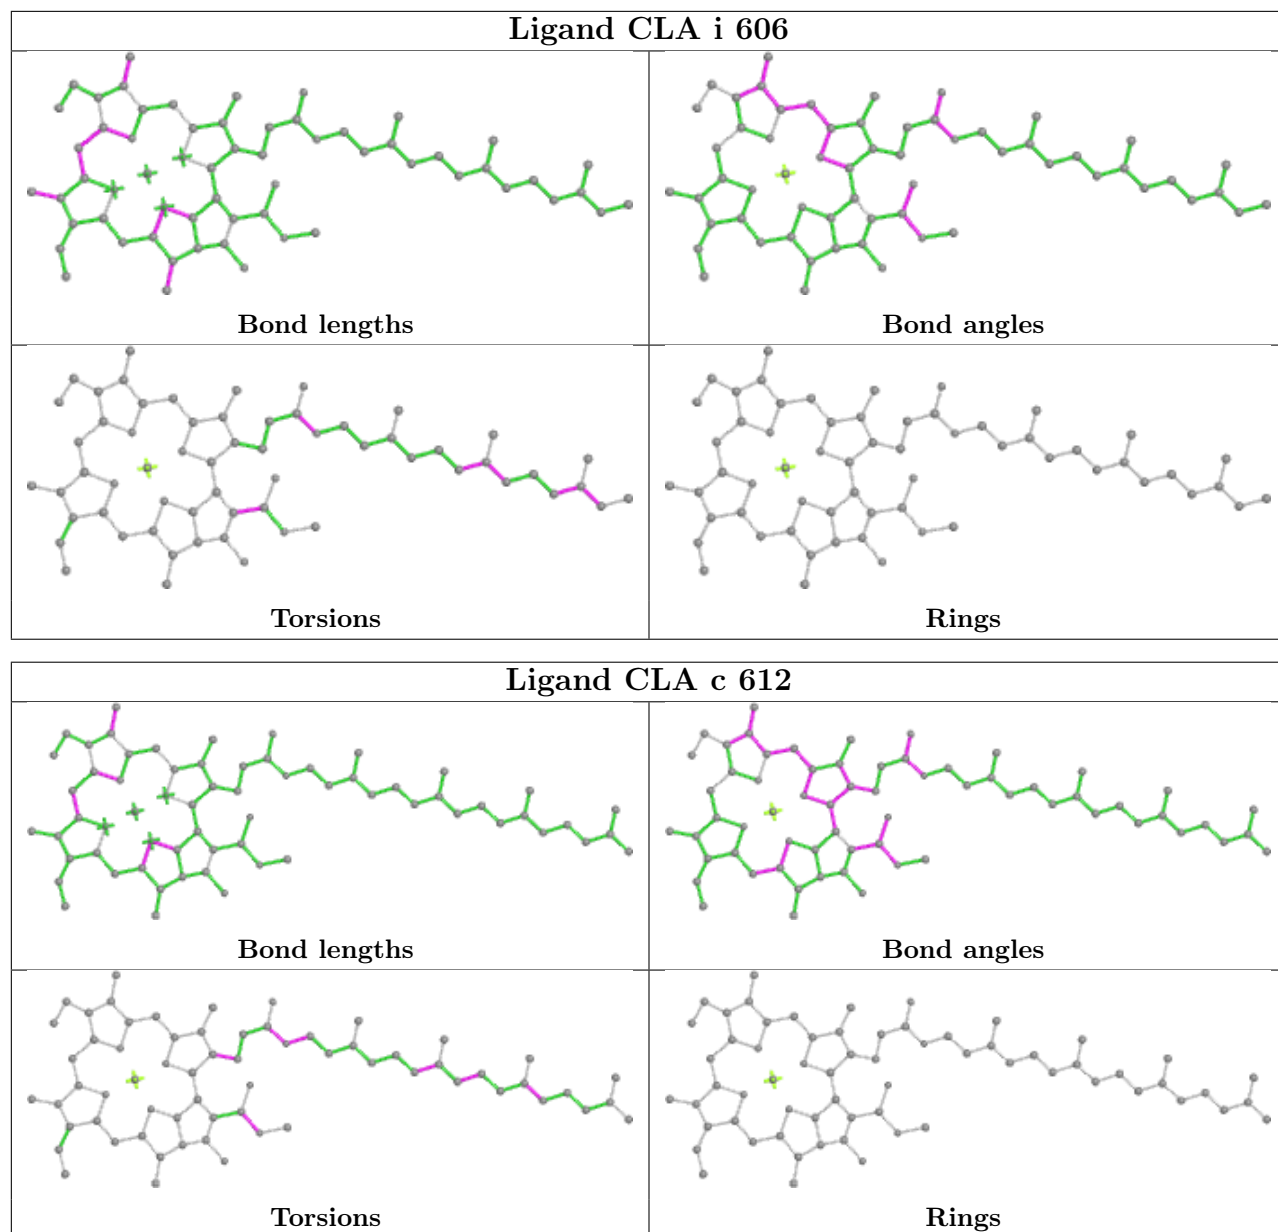 Ligand CLA i 606
Bond lengths
Bond angles
Torsions
Rings
Ligand CLA c 612
Bond lengths
Bond angles
Torsions
Rings